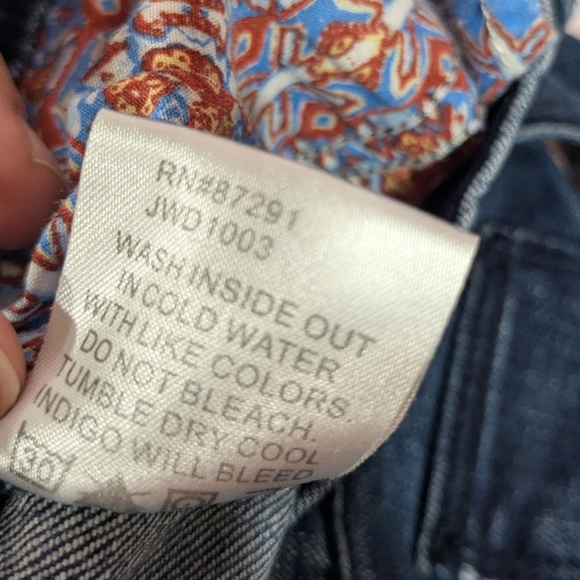 RN#87291
JWD1003
WASH INSIDE OUT
IN COLD WATER
WITH LIKE COLORS.
DO NOT BLEACH.
TUMBLE DRY COOL
INDIGO WILL BLEED
30